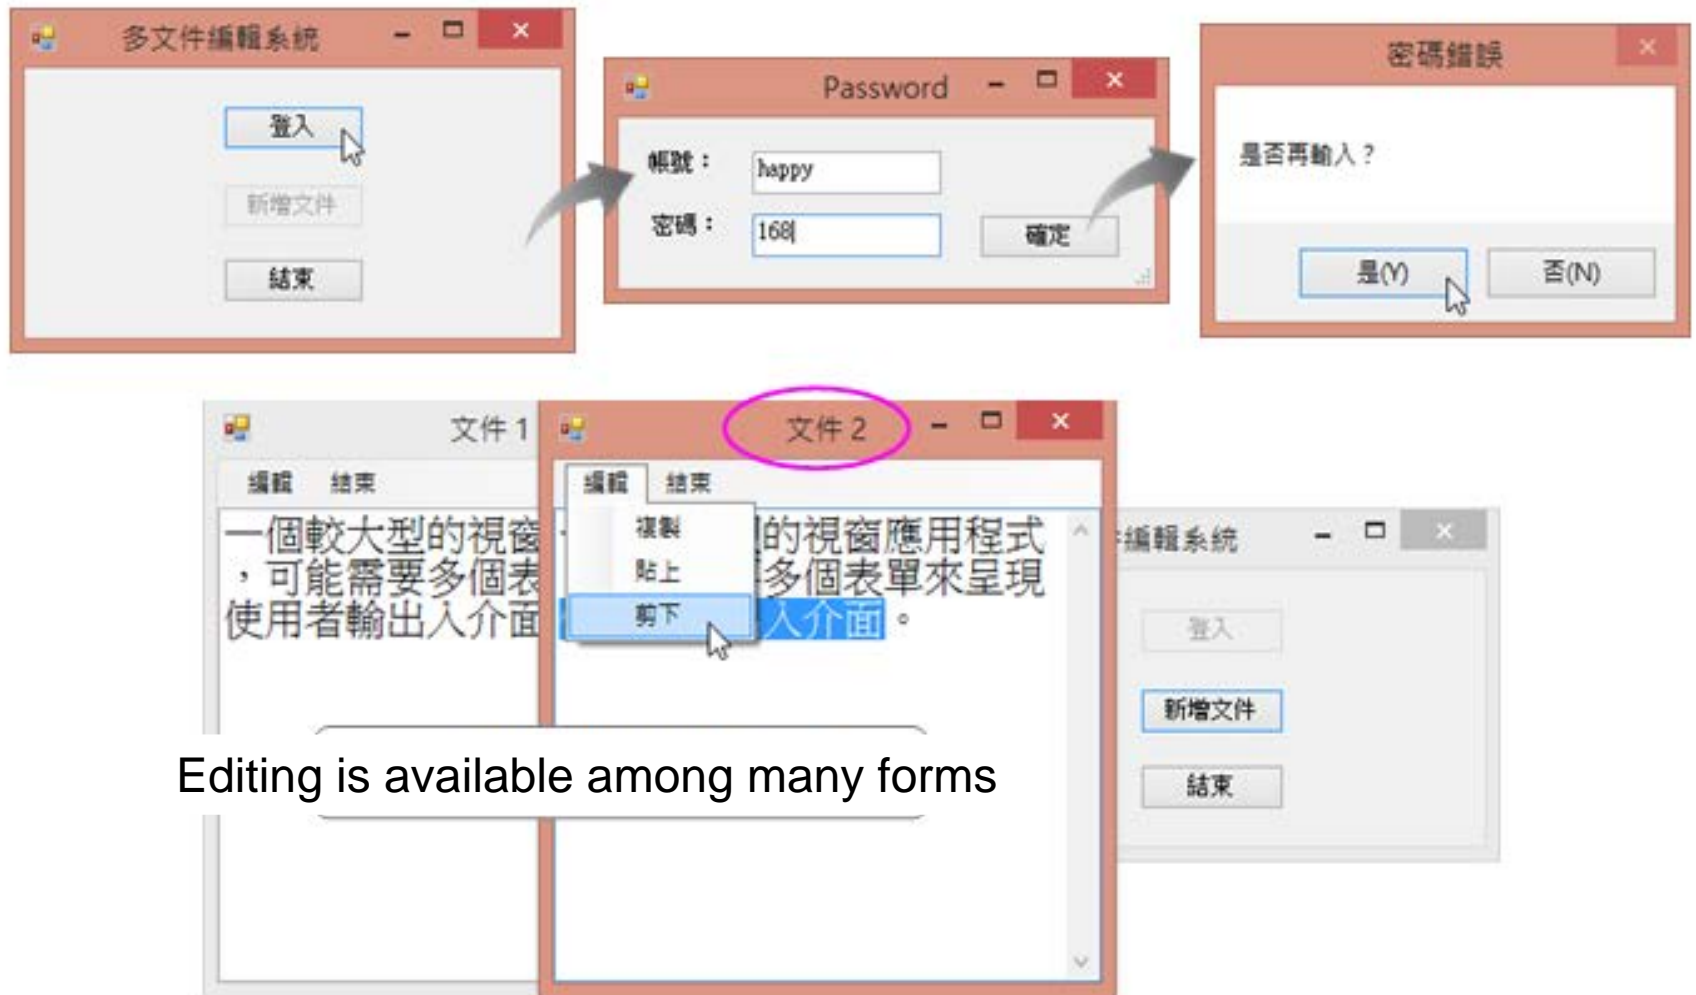 多文件編輯系統
登入
新增文件
結束
Password
帳號：
happy
密碼：
168
確定
密碼錯誤
是否再輸入？
是(Y)
否(N)
文件 1
編輯 結束
一個較大型的視窗
，可能需要多個表
使用者輸出入介面
文件 2
編輯 結束
複製
貼上
剪下
的視窗應用程式
多個表單來呈現
入介面。
編輯系統
登入
新增文件
結束
Editing is available among many forms